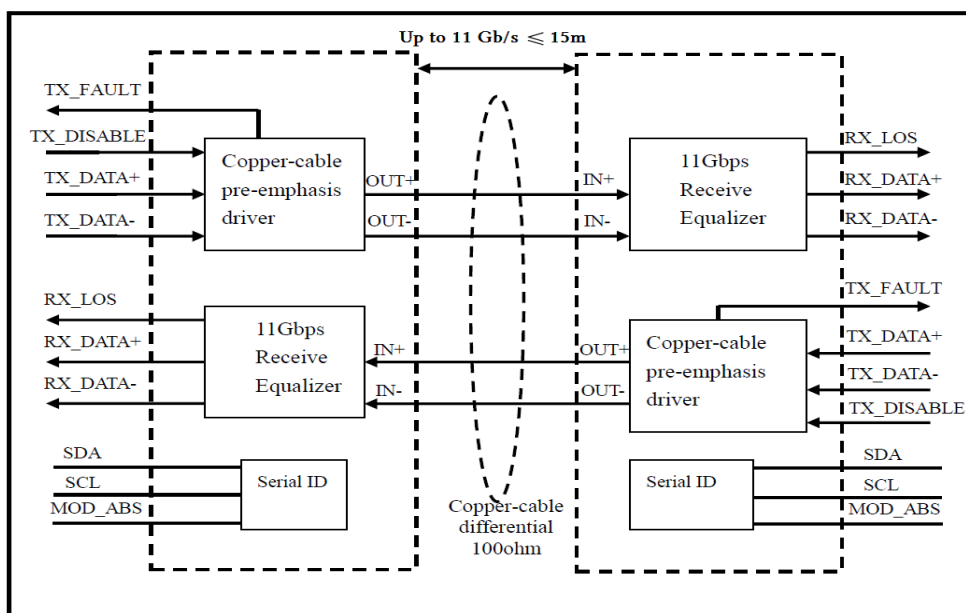 Up to 11 Gb/s ≤ 15m
TX_FAULT
TX_DISABLE
TX_DATA+
TX_DATA-
Copper-cable
pre-emphasis
driver
OUT+
OUT-
IN+
IN-
11Gbps
Receive
Equalizer
RX_LOS
RX_DATA+
RX_DATA-
RX_LOS
RX_DATA+
RX_DATA-
11Gbps
Receive
Equalizer
IN+
IN-
OUT+
OUT-
Copper-cable
pre-emphasis
driver
TX_FAULT
TX_DATA+
TX_DATA-
TX_DISABLE
SDA
SCL
MOD_ABS
Serial ID
Copper-cable
differential
100ohm
Serial ID
SDA
SCL
MOD_ABS